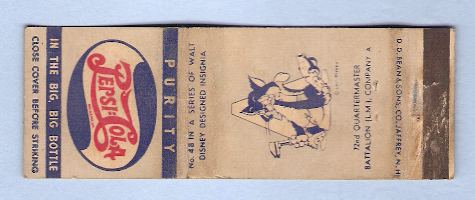 CLOSE COVER BEFORE STRIKING
IN THE BIG, BIG BOTTLE
PEPSI:COLA
PURITY
No. 48 IN A SERIES OF WALT
DISNEY DESIGNED INSIGNIA
A
72nd QUARTERMASTER
BATTALION (L.M.), COMPANY A
D. D. BEAN & SONS, CO., JAFFREY, N. H.